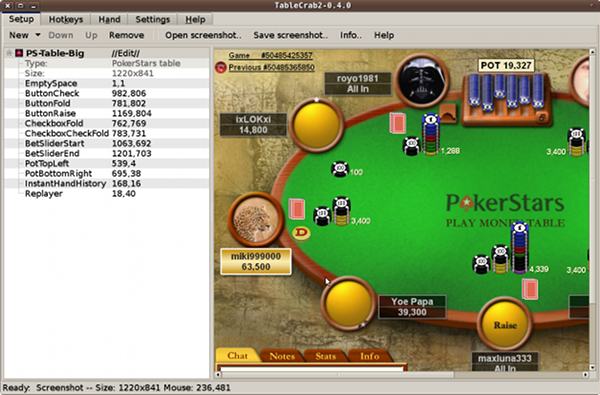 TableCrab2-0.4.0
Setup Hotkeys Hand Settings Help
New Down Up Remove Open screenshot.. Save screenshot.. Info.. Help
PS-Table-Big //Edit//
Type: PokerStars table
Size: 1220x841
EmptySpace 1,1
ButtonCheck 982,806
ButtonFold 781,802
ButtonRaise 1169,804
CheckboxFold 762,769
CheckboxCheckFold 783,731
BetSliderStart 1063,692
BetSliderEnd 1201,703
PotTopLeft 539,4
PotBottomRight 695,38
InstantHandHistory 168,16
Replayer 18,40
Game #50485425357
Previous #50485365850
royo1981
All In
POT 19,327
ixLOKxi
14,800
1,288
3,400
100
3,400
D
PokerStars
PLAY MONEY TABLE
miki999000
63,500
4,339
3,400
Yoe Papa
39,300
Raise
maxluna333
All In
Chat Notes Stats Info
Ready: Screenshot -- Size: 1220x841 Mouse: 236,481